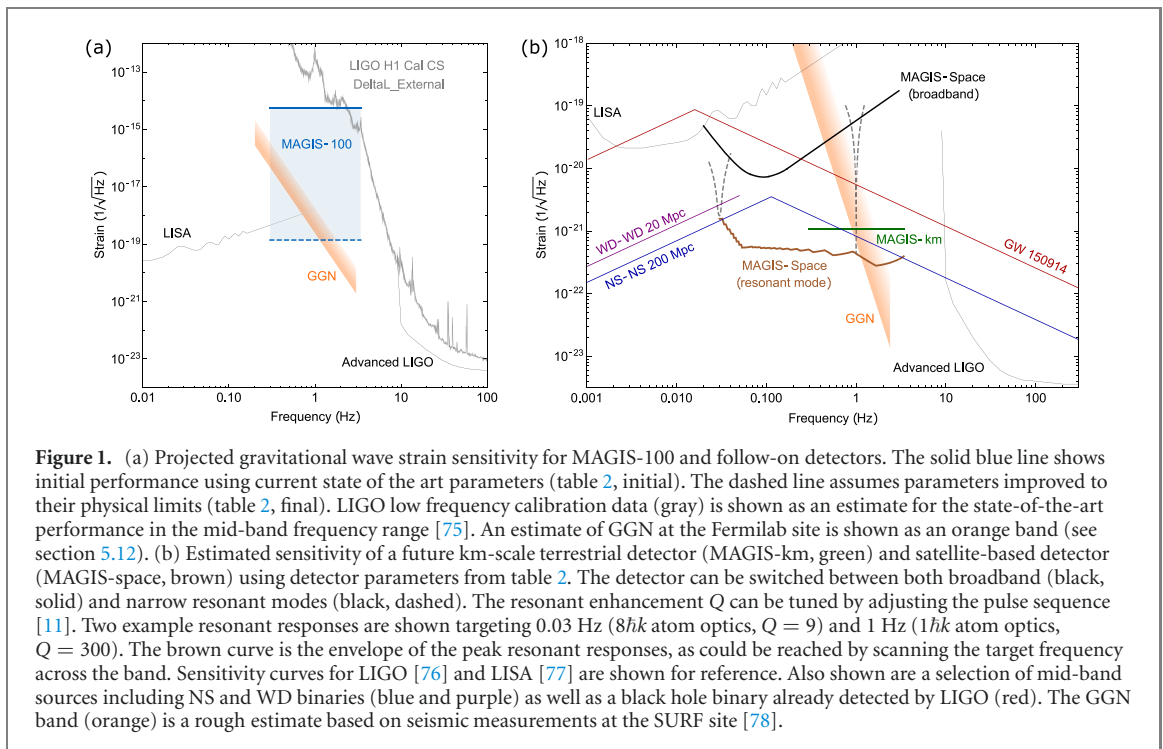 (a)
10^-13
10^-15
10^-17
10^-19
10^-21
10^-23
Strain (1/√Hz)
LIGO H1 Cal CS
DeltaL_External
MAGIS-100
LISA
GGN
Advanced LIGO
0.01 0.10 1 10 100
Frequency (Hz)
(b)
10^-18
10^-19
10^-20
10^-21
10^-22
10^-23
Strain (1/√Hz)
MAGIS-Space
(broadband)
LISA
WD-WD 20 Mpc
NS-NS 200 Mpc
MAGIS-km
MAGIS-Space
(resonant mode)
GW 150914
GGN
Advanced LIGO
0.001 0.010 0.100 1 10 100
Frequency (Hz)
Figure 1. (a) Projected gravitational wave strain sensitivity for MAGIS-100 and follow-on detectors. The solid blue line shows
initial performance using current state of the art parameters (table 2, initial). The dashed line assumes parameters improved to
their physical limits (table 2, final). LIGO low frequency calibration data (gray) is shown as an estimate for the state-of-the-art
performance in the mid-band frequency range [75]. An estimate of GGN at the Fermilab site is shown as an orange band (see
section 5.12). (b) Estimated sensitivity of a future km-scale terrestrial detector (MAGIS-km, green) and satellite-based detector
(MAGIS-space, brown) using detector parameters from table 2. The detector can be switched between both broadband (black,
solid) and narrow resonant modes (black, dashed). The resonant enhancement Q can be tuned by adjusting the pulse sequence
[11]. Two example resonant responses are shown targeting 0.03 Hz (8ħk atom optics, Q = 9) and 1 Hz (1ħk atom optics,
Q = 300). The brown curve is the envelope of the peak resonant responses, as could be reached by scanning the target frequency
across the band. Sensitivity curves for LIGO [76] and LISA [77] are shown for reference. Also shown are a selection of mid-band
sources including NS and WD binaries (blue and purple) as well as a black hole binary already detected by LIGO (red). The GGN
band (orange) is a rough estimate based on seismic measurements at the SURF site [78].